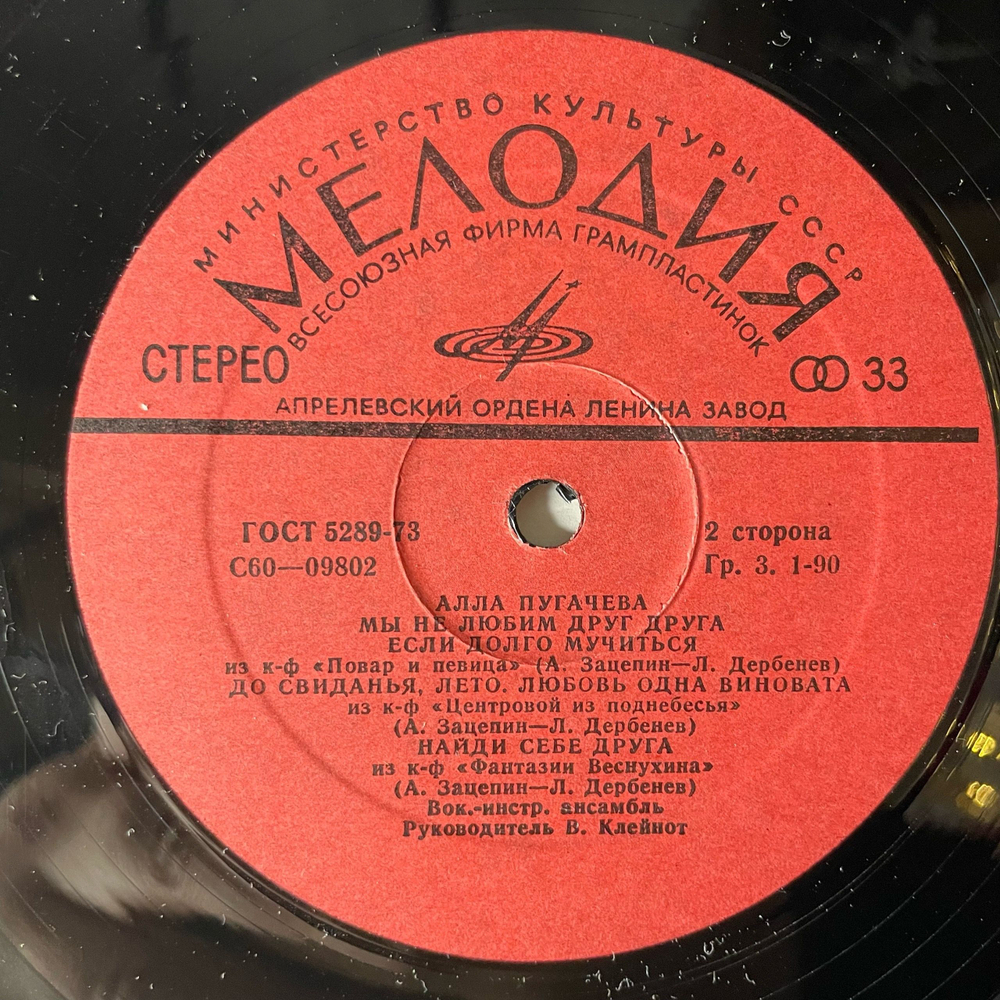 МИНИСТЕРСТВО КУЛЬТУРЫ СССР
МЕЛОДИЯ
ВСЕСОЮЗНАЯ ФИРМА ГРАМПЛАСТИНОК
СТЕРЕО
33
АПРЕЛЕВСКИЙ ОРДЕНА ЛЕНИНА ЗАВОД
ГОСТ 5289-73
2 сторона
С60—09802
Гр. 3. 1-90
АЛЛА ПУГАЧЕВА
МЫ НЕ ЛЮБИМ ДРУГ ДРУГА
ЕСЛИ ДОЛГО МУЧИТЬСЯ
из к-ф «Повар и певица» (А. Зацепин—Л. Дербенев)
ДО СВИДАНЬЯ, ЛЕТО. ЛЮБОВЬ ОДНА ВИНОВАТА
из к-ф «Центровой из поднебесья»
(А. Зацепин—Л. Дербенев)
НАЙДИ СЕБЕ ДРУГА
из к-ф «Фантазии Веснухина»
(А. Зацепин—Л. Дербенев)
Вок.-инстр. ансамбль
Руководитель В. Клейнот